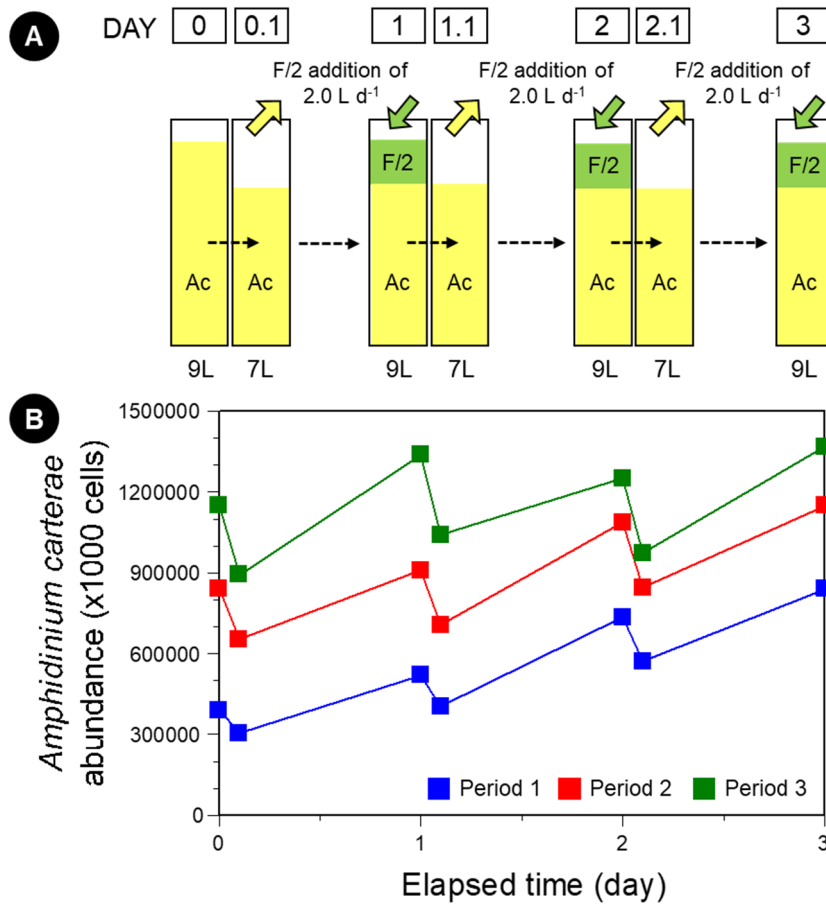 A
DAY 0 0.1 1 1.1 2 2.1 3
F/2 addition of F/2 addition of F/2 addition of
2.0 L d⁻¹ 2.0 L d⁻¹ 2.0 L d⁻¹
F/2 F/2 F/2
Ac Ac Ac Ac Ac Ac Ac
9L 7L 9L 7L 9L 7L 9L
B
Amphidinium carterae
abundance (x1000 cells)
1500000
1200000
900000
600000
300000
0
Period 1 Period 2 Period 3
0 1 2 3
Elapsed time (day)